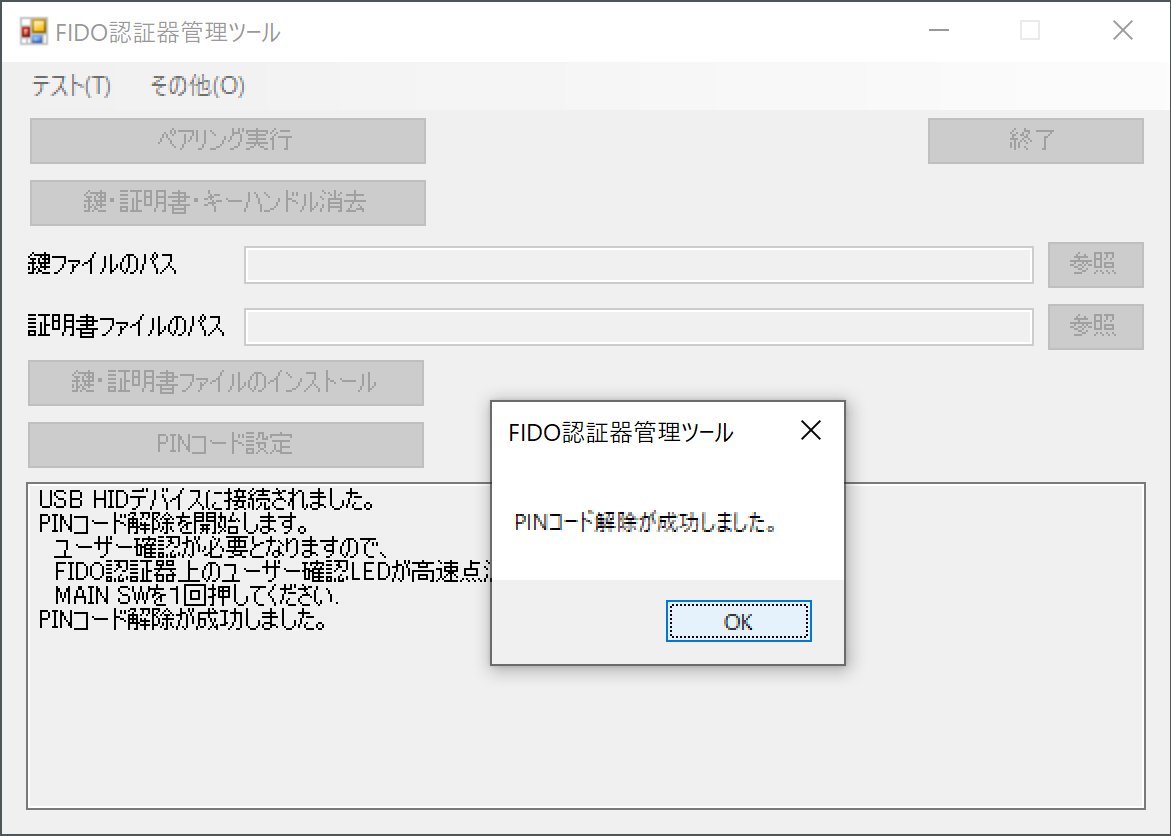 FIDO認証器管理ツール
テスト(T) その他(O)
ペアリング実行 終了
鍵・証明書・キーハンドル消去
鍵ファイルのパス 参照
証明書ファイルのパス 参照
鍵・証明書ファイルのインストール
PINコード設定
USB HIDデバイスに接続されました。
PINコード解除を開始します。
ユーザー確認が必要となりますので、
FIDO認証器上のユーザー確認LEDが高速点
MAIN SWを1回押してください.
PINコード解除が成功しました。
FIDO認証器管理ツール
PINコード解除が成功しました。
OK